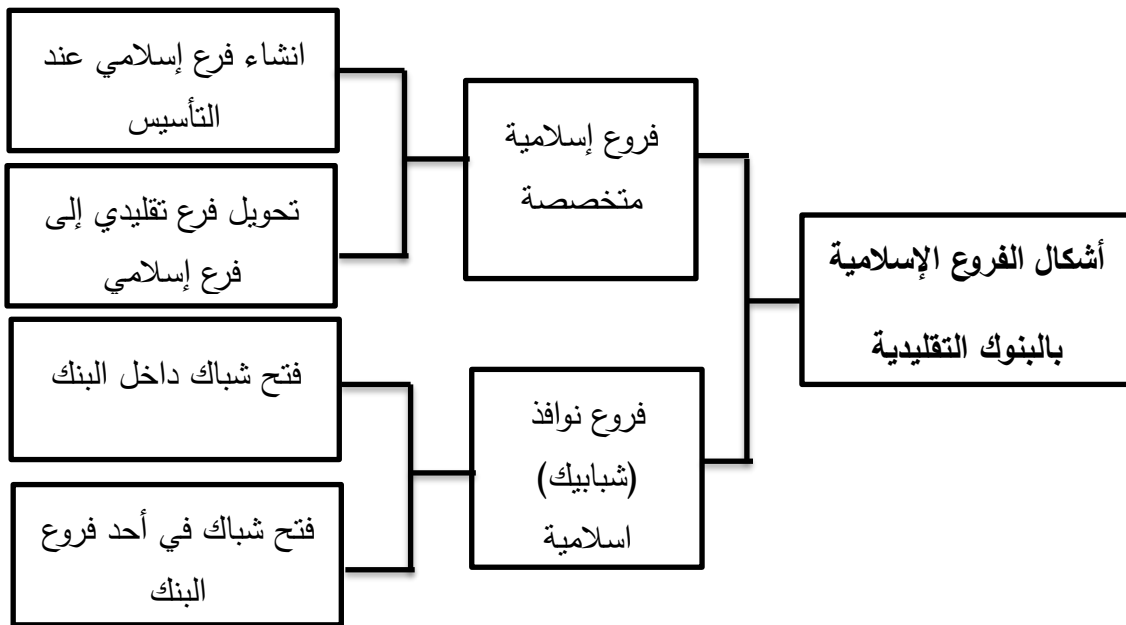 أشكال الفروع الإسلامية
بالبنوك التقليدية
فروع إسلامية
متخصصة
انشاء فرع إسلامي عند
التأسيس
تحويل فرع تقليدي إلى
فرع إسلامي
فروع نوافذ
(شبابيك)
اسلامية
فتح شباك داخل البنك
فتح شباك في أحد فروع
البنك